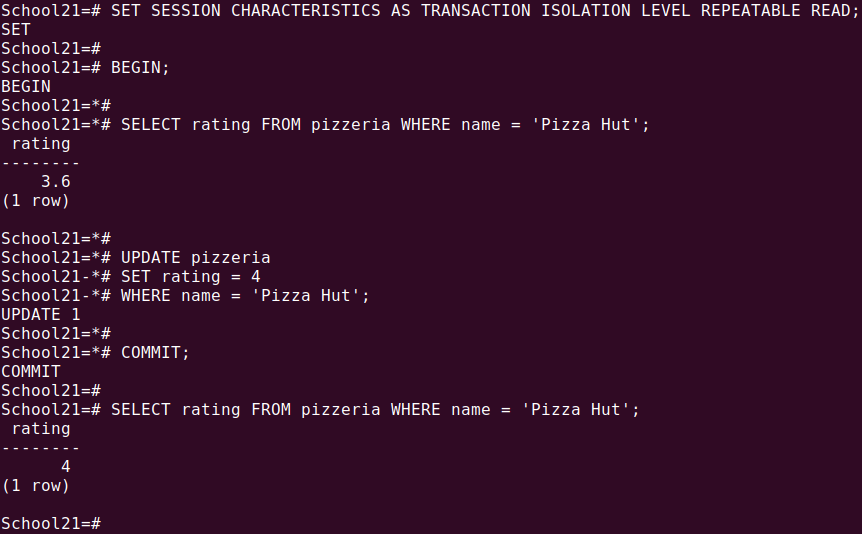 School21=# SET SESSION CHARACTERISTICS AS TRANSACTION ISOLATION LEVEL REPEATABLE READ;
SET
School21=#
School21=# BEGIN;
BEGIN
School21=*#
School21=*# SELECT rating FROM pizzeria WHERE name = 'Pizza Hut';
 rating
--------
    3.6
(1 row)

School21=*#
School21=*# UPDATE pizzeria
School21-*# SET rating = 4
School21-*# WHERE name = 'Pizza Hut';
UPDATE 1
School21=*#
School21=*# COMMIT;
COMMIT
School21=#
School21=# SELECT rating FROM pizzeria WHERE name = 'Pizza Hut';
 rating
--------
      4
(1 row)

School21=#